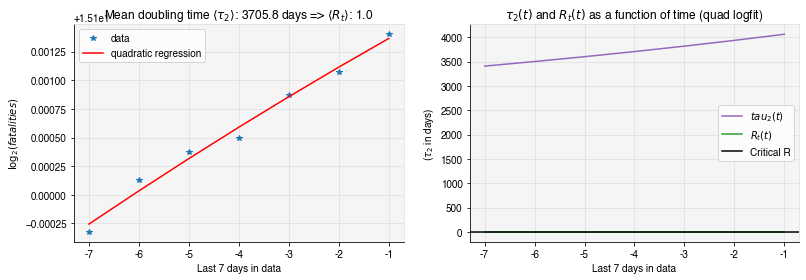 Mean doubling time ⟨τ₂⟩: 3705.8 days => ⟨Rₜ⟩: 1.0
+1.51e1
data
quadratic regression
0.00125
0.00100
0.00075
0.00050
0.00025
0.00000
−0.00025
log₂(fatalities)
-7 -6 -5 -4 -3 -2 -1
Last 7 days in data
τ₂(t) and Rₜ(t) as a function of time (quad logfit)
4000
3500
3000
2500
2000
1500
1000
500
0
(τ₂ in days)
tau₂(t)
Rₜ(t)
Critical R
-7 -6 -5 -4 -3 -2 -1
Last 7 days in data